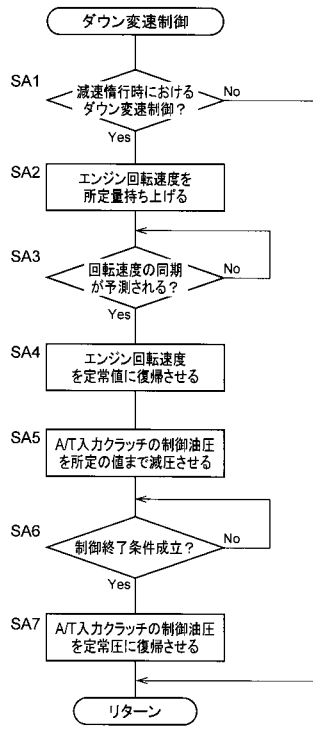 ダウン変速制御
SA1
減速惰行時における
ダウン変速制御？
No
Yes
SA2
エンジン回転速度を
所定量持ち上げる
SA3
回転速度の同期
が予測される？
No
Yes
SA4
エンジン回転速度
を定常値に復帰させる
SA5
A/T入力クラッチの制御油圧
を所定の値まで減圧させる
SA6
制御終了条件成立？
No
Yes
SA7
A/T入力クラッチの制御油圧
を定常圧に復帰させる
リターン